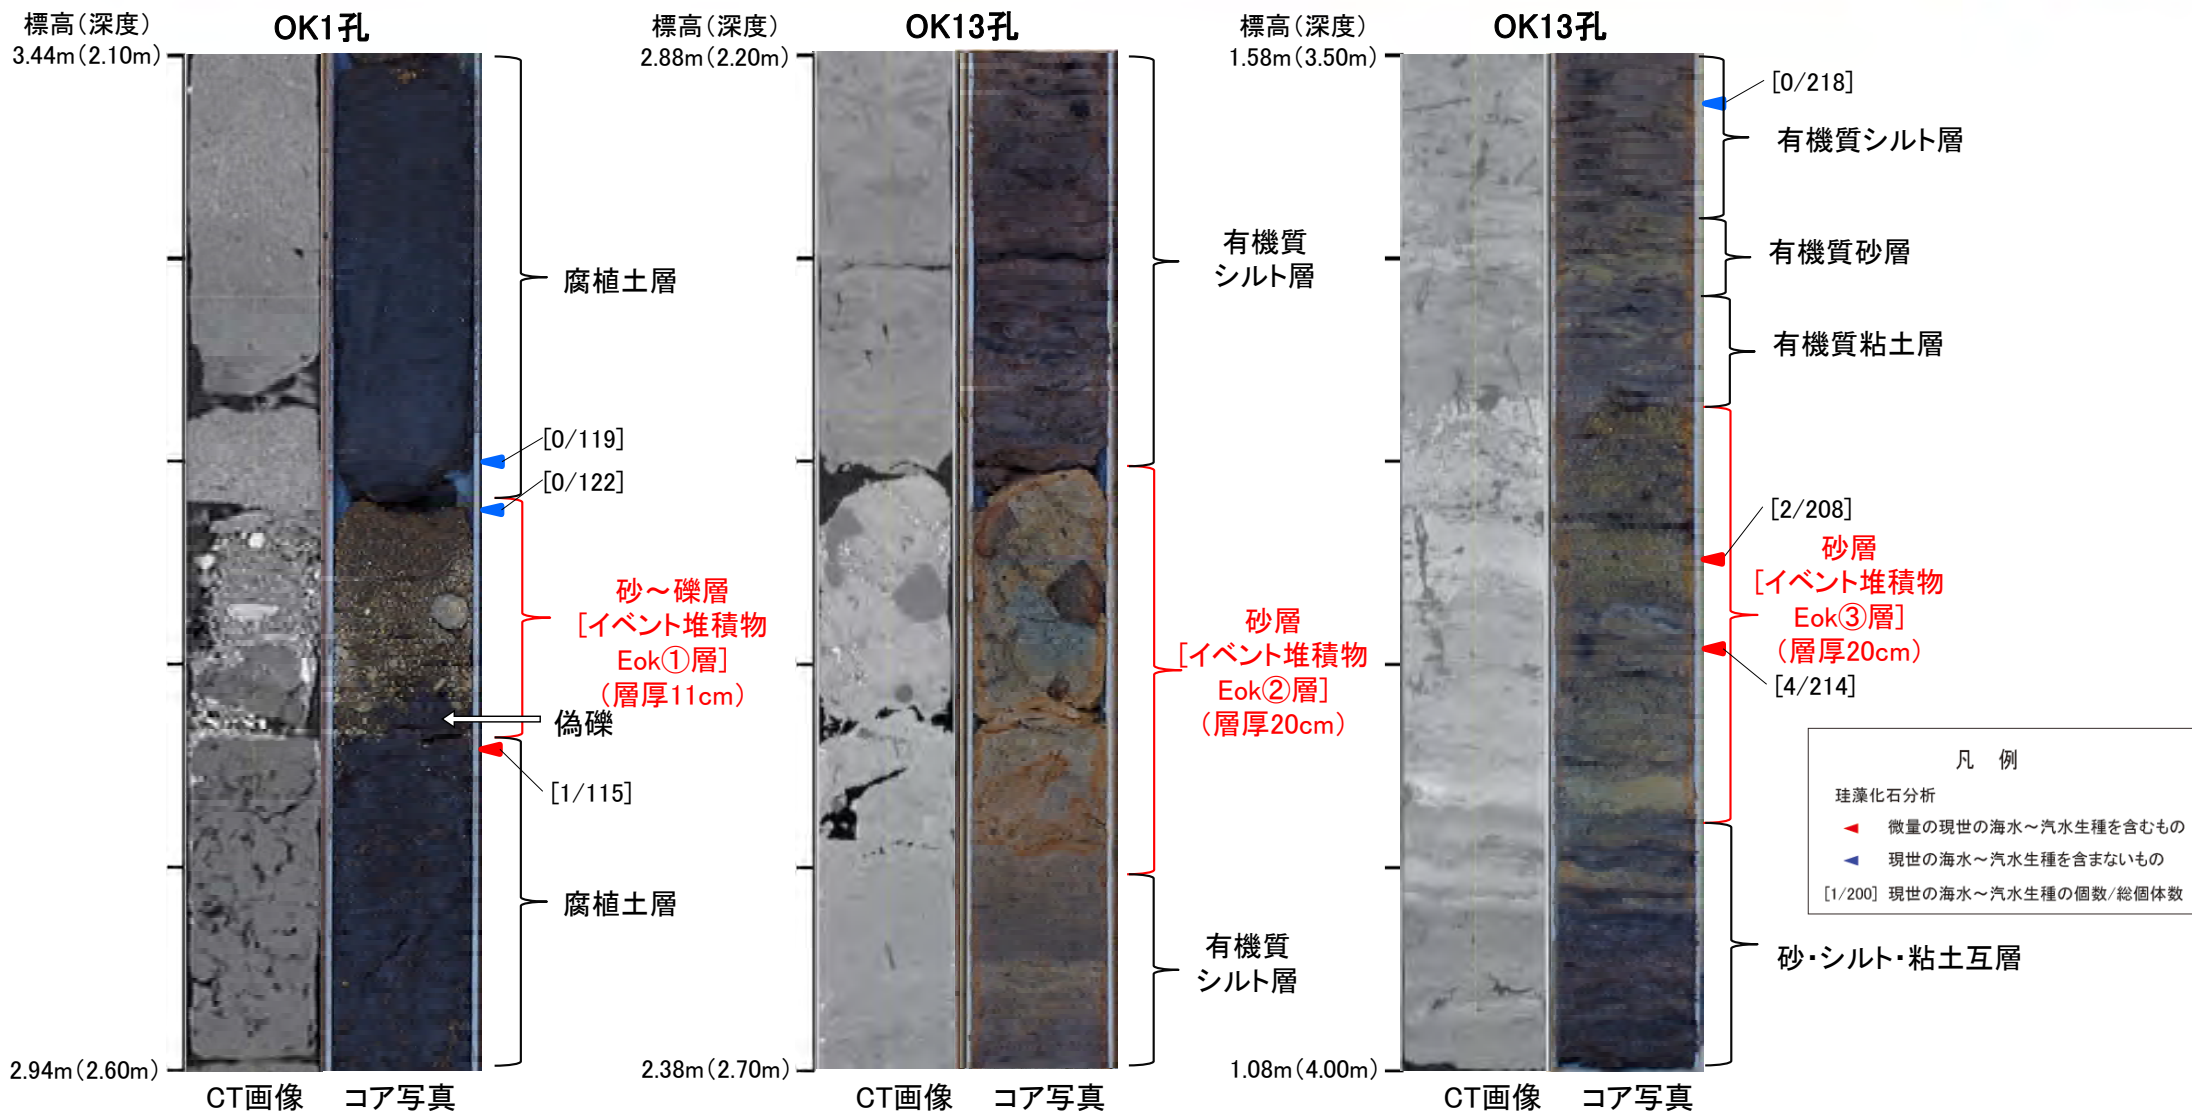 標高(深度)
OK1孔
3.44m(2.10m)
腐植土層
[0/119]
[0/122]
砂～礫層
[イベント堆積物
Eok①層]
(層厚11cm)
偽礫
[1/115]
腐植土層
2.94m(2.60m)
CT画像
コア写真
標高(深度)
OK13孔
2.88m(2.20m)
有機質
シルト層
砂層
[イベント堆積物
Eok②層]
(層厚20cm)
有機質
シルト層
2.38m(2.70m)
CT画像
コア写真
標高(深度)
OK13孔
1.58m(3.50m)
[0/218]
有機質シルト層
有機質砂層
有機質粘土層
[2/208]
砂層
[イベント堆積物
Eok③層]
(層厚20cm)
[4/214]
砂・シルト・粘土互層
1.08m(4.00m)
CT画像
コア写真
凡 例
珪藻化石分析
微量の現世の海水～汽水生種を含むもの
現世の海水～汽水生種を含まないもの
[1/200] 現世の海水～汽水生種の個数/総個体数